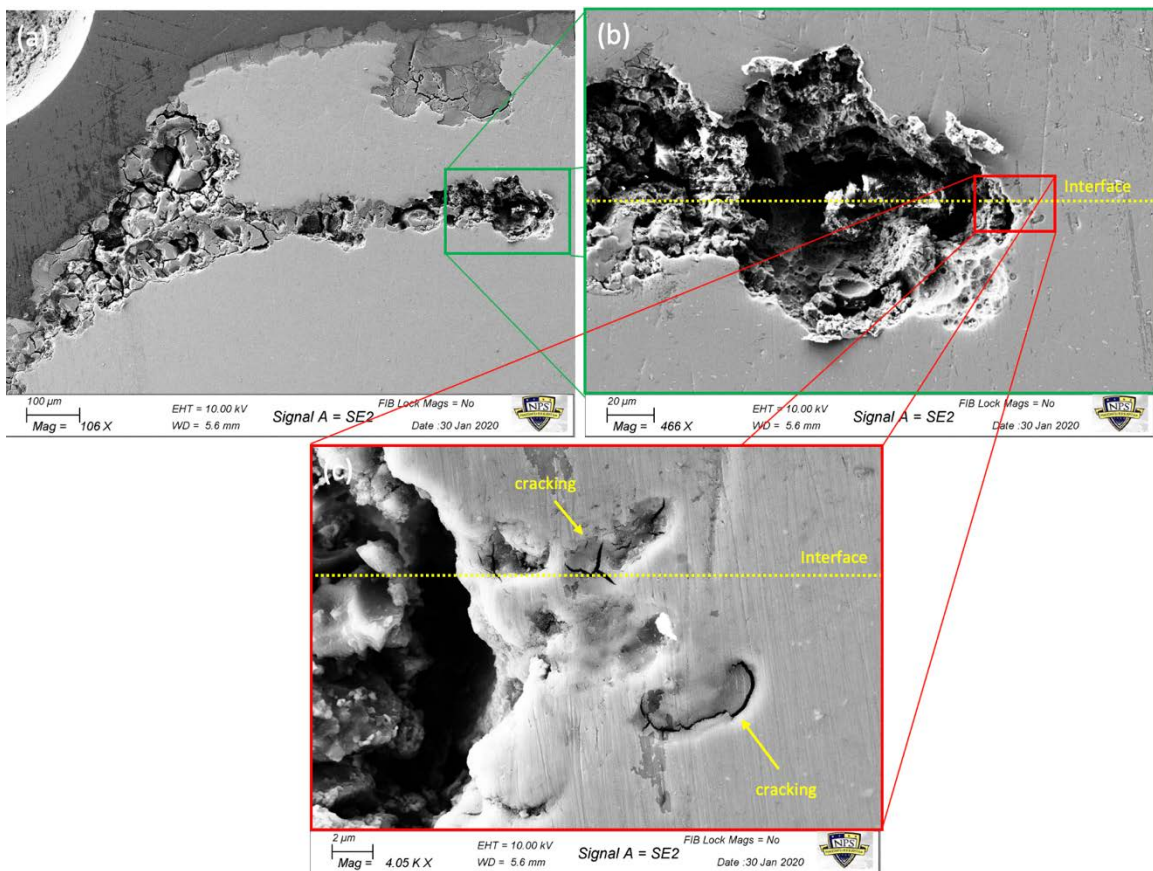 (a)
100 µm
Mag = 106 X
EHT = 10.00 kV
WD = 5.6 mm
Signal A = SE2
FIB Lock Mags = No
Date :30 Jan 2020
NPS
(b)
Interface
20 µm
Mag = 466 X
EHT = 10.00 kV
WD = 5.6 mm
Signal A = SE2
FIB Lock Mags = No
Date :30 Jan 2020
NPS
cracking
Interface
cracking
2 µm
Mag = 4.05 K X
EHT = 10.00 kV
WD = 5.6 mm
Signal A = SE2
FIB Lock Mags = No
Date :30 Jan 2020
NPS